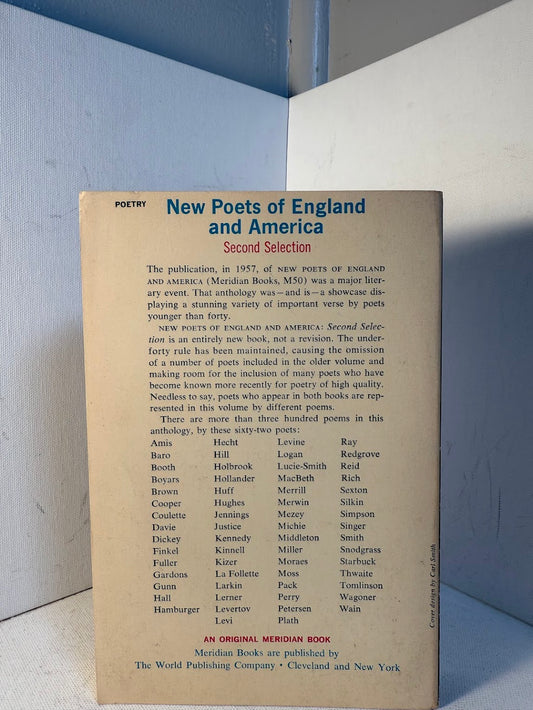 POETRY New Poets of England
and America
Second Selection
The publication, in 1957, of NEW POETS OF ENGLAND
AND AMERICA (Meridian Books, M50) was a major liter-
ary event. That anthology was—and is—a showcase dis-
playing a stunning variety of important verse by poets
younger than forty.
NEW POETS OF ENGLAND AND AMERICA: Second Selec-
tion is an entirely new book, not a revision. The under-
forty rule has been maintained, causing the omission
of a number of poets included in the older volume and
making room for the inclusion of many poets who have
become known more recently for poetry of high quality.
Needless to say, poets who appear in both books are rep-
resented in this volume by different poems.
There are more than three hundred poems in this
anthology, by these sixty-two poets:
Amis Hecht Levine Ray
Baro Hill Logan Redgrove
Booth Holbrook Lucie-Smith Reid
Boyars Hollander MacBeth Rich
Brown Huff Merrill Sexton
Cooper Hughes Merwin Silkin
Coulette Jennings Mezey Simpson
Davie Justice Michie Singer
Dickey Kennedy Middleton Smith
Finkel Kinnell Miller Snodgrass
Fuller Kizer Moraes Starbuck
Gardons La Follette Moss Thwaite
Gunn Larkin Pack Tomlinson
Hall Lerner Perry Wagoner
Hamburger Levertov Petersen Wain
Levi Plath
Cover design by Carl Smith
AN ORIGINAL MERIDIAN BOOK
Meridian Books are published by
The World Publishing Company • Cleveland and New York